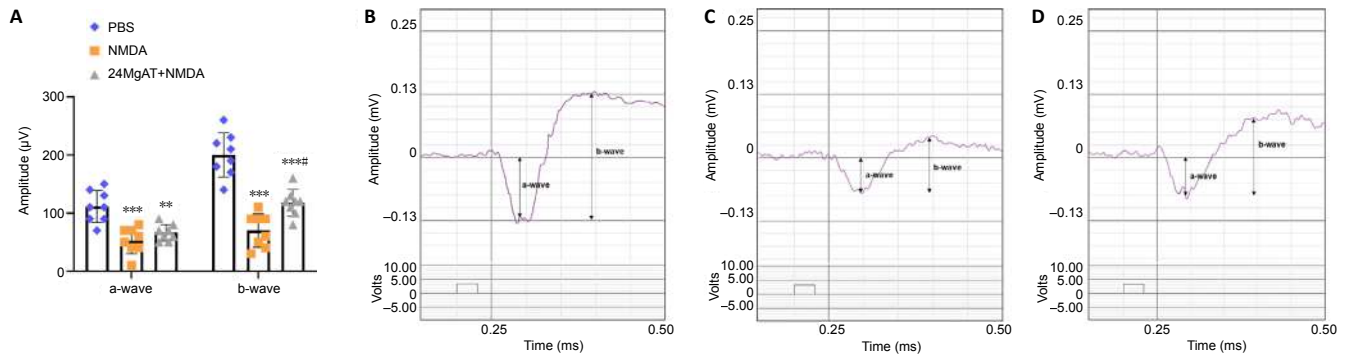 A
PBS
NMDA
24MgAT+NMDA
300
200
100
0
Amplitude (µV)
***
**
***
***#
a-wave
b-wave
B
0.25
0.13
0
–0.13
Amplitude (mV)
a-wave
b-wave
10.00
5.00
0
–5.00
Volts
0.25
0.50
Time (ms)
C
0.25
0.13
0
–0.13
Amplitude (mV)
a-wave
b-wave
10.00
5.00
0
–5.00
Volts
0.25
0.50
Time (ms)
D
0.25
0.13
0
–0.13
Amplitude (mV)
a-wave
b-wave
10.00
5.00
0
–5.00
Volts
0.25
0.50
Time (ms)